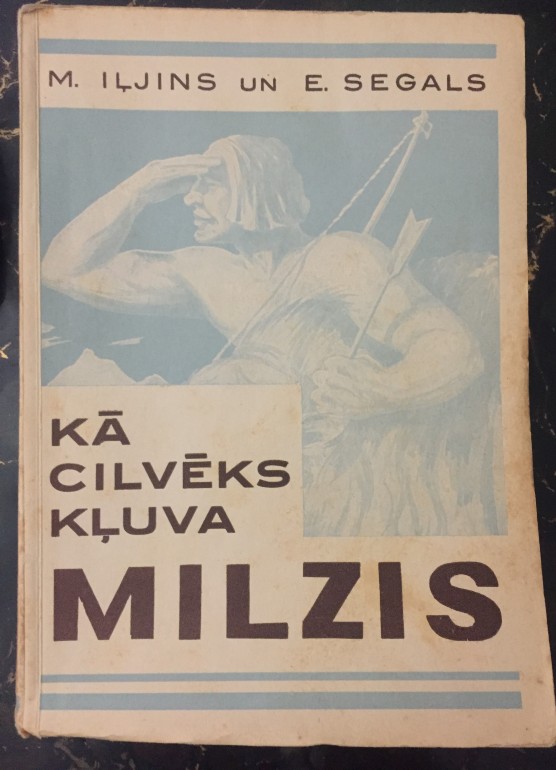 M. IĻJINS UN E. SEGALS
KĀ
CILVĒKS
KĻUVA
MILZIS